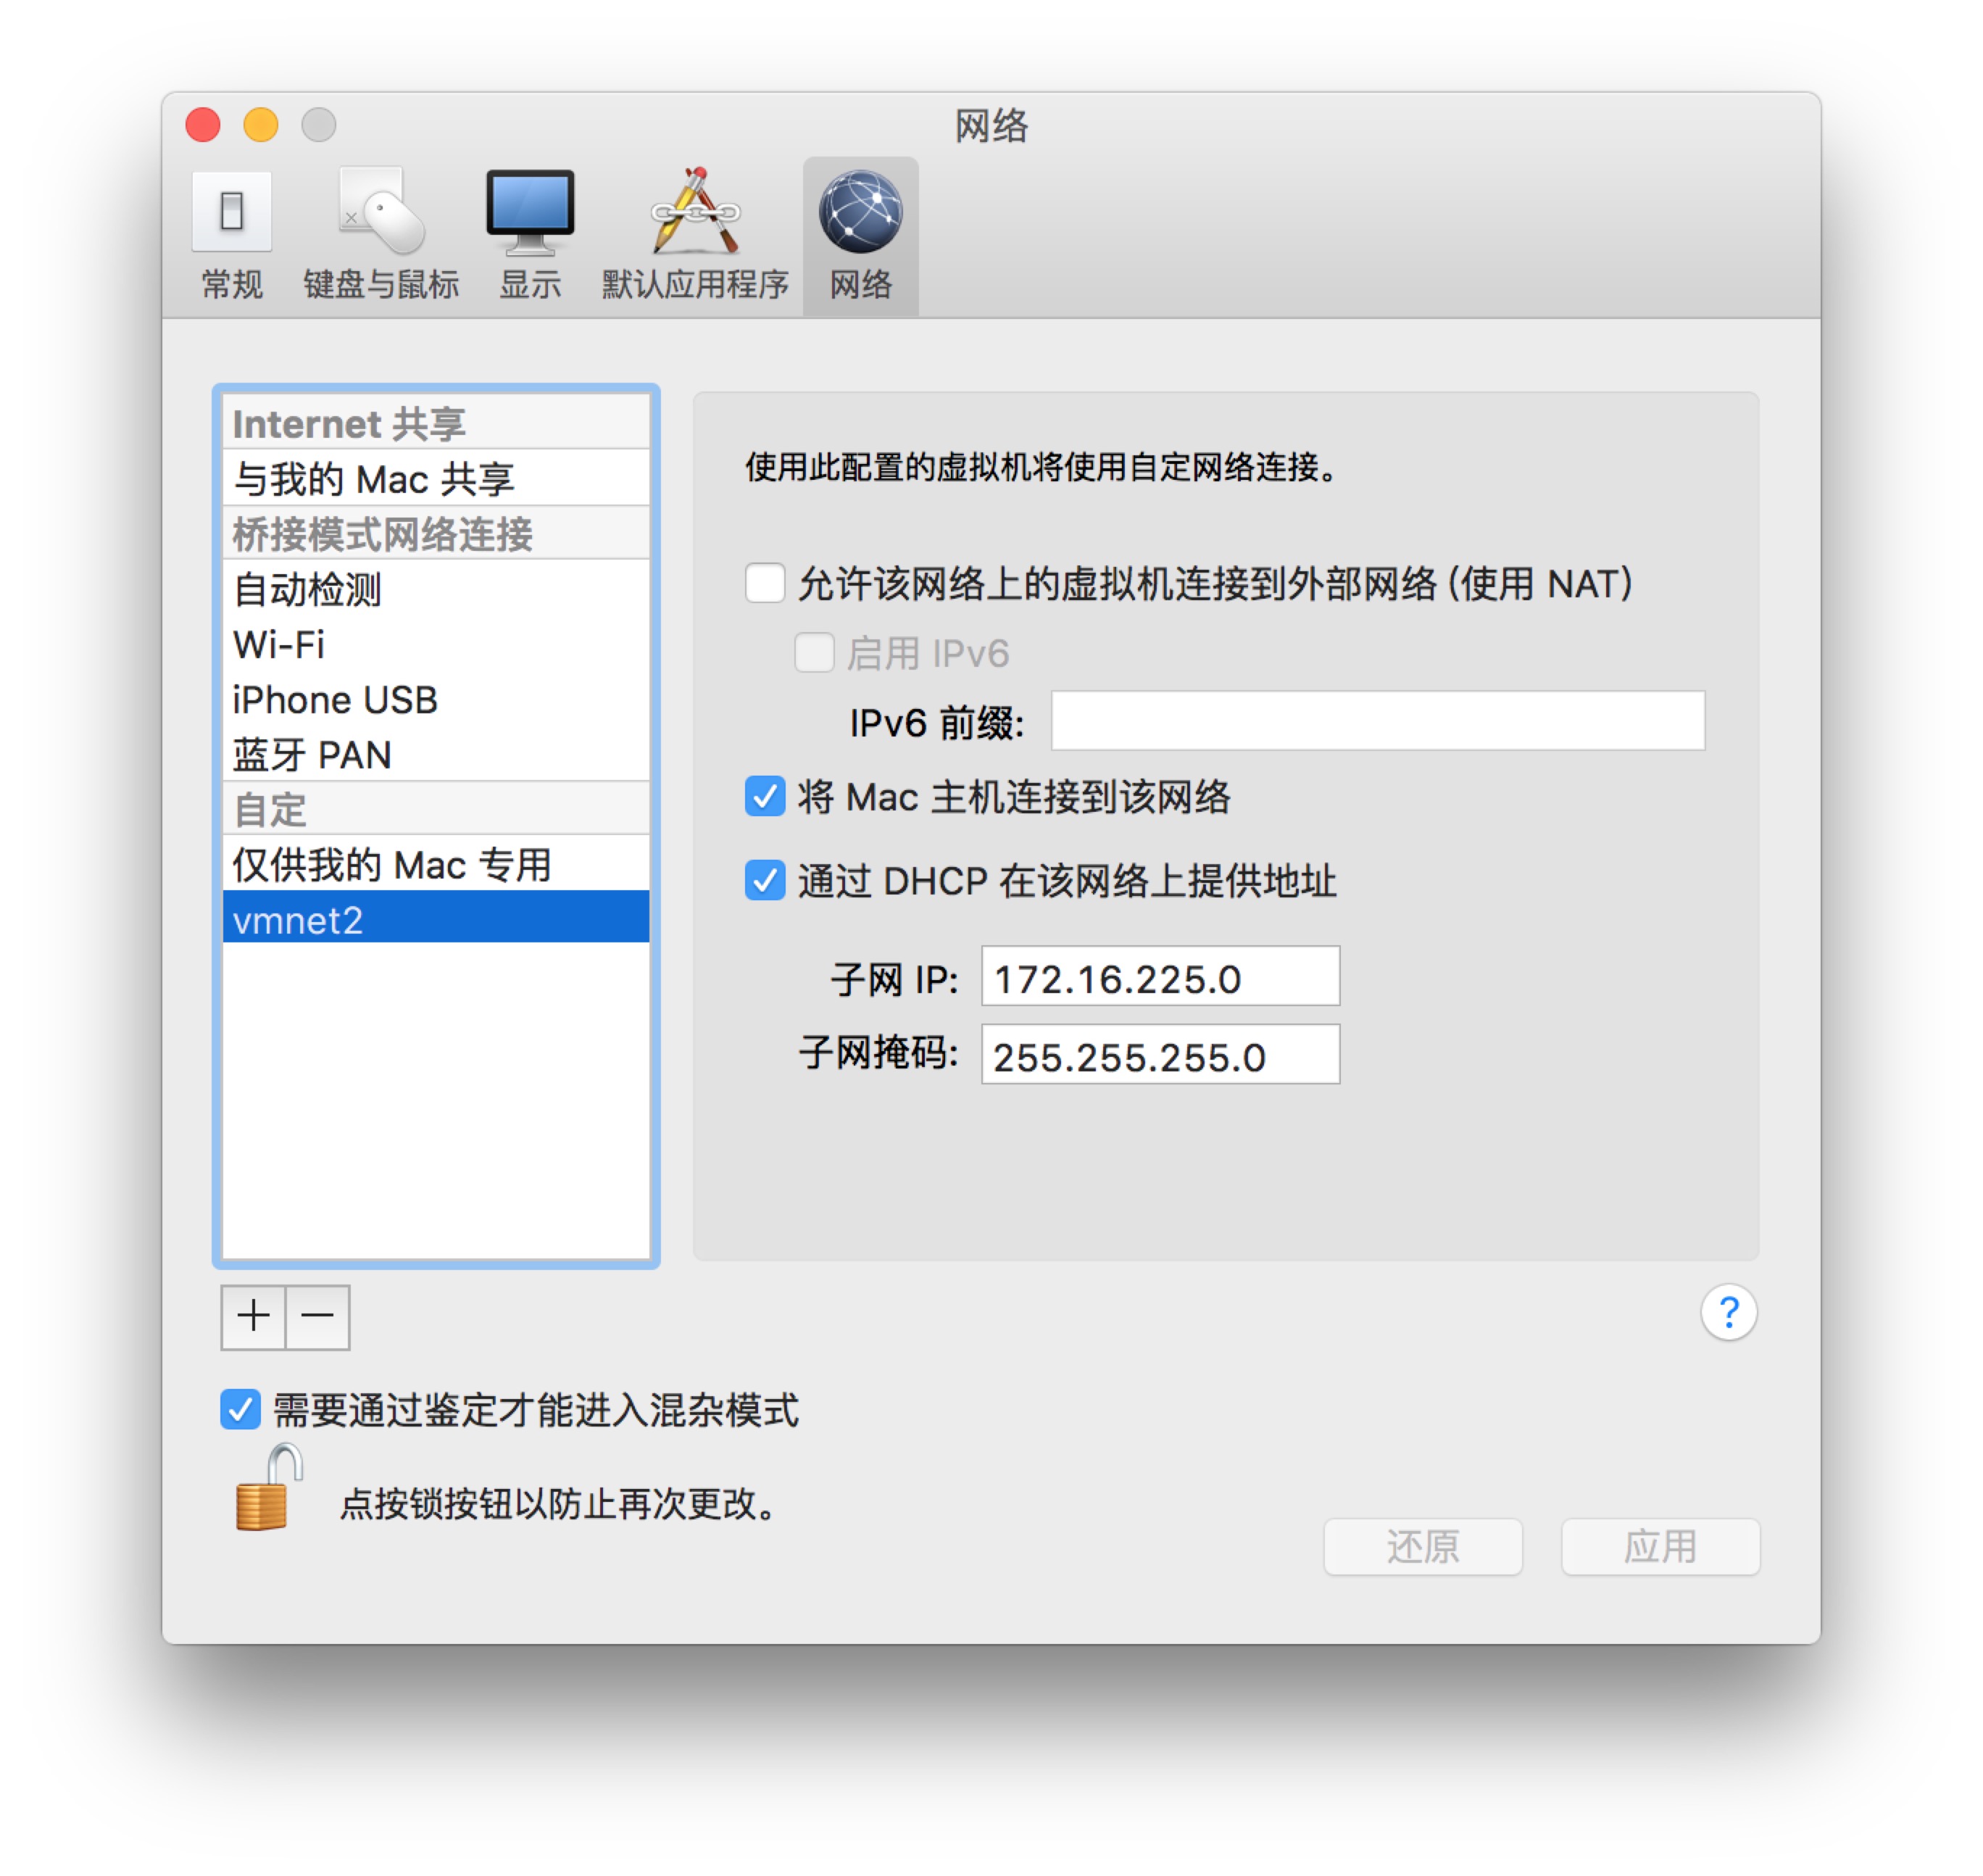 网络
常规
键盘与鼠标
显示
默认应用程序
网络
Internet 共享
与我的 Mac 共享
桥接模式网络连接
自动检测
Wi-Fi
iPhone USB
蓝牙 PAN
自定
仅供我的 Mac 专用
vmnet2
使用此配置的虚拟机将使用自定网络连接。
允许该网络上的虚拟机连接到外部网络 (使用 NAT)
启用 IPv6
IPv6 前缀:
将 Mac 主机连接到该网络
通过 DHCP 在该网络上提供地址
子网 IP: 172.16.225.0
子网掩码: 255.255.255.0
+ −
?
需要通过鉴定才能进入混杂模式
点按锁按钮以防止再次更改。
还原
应用